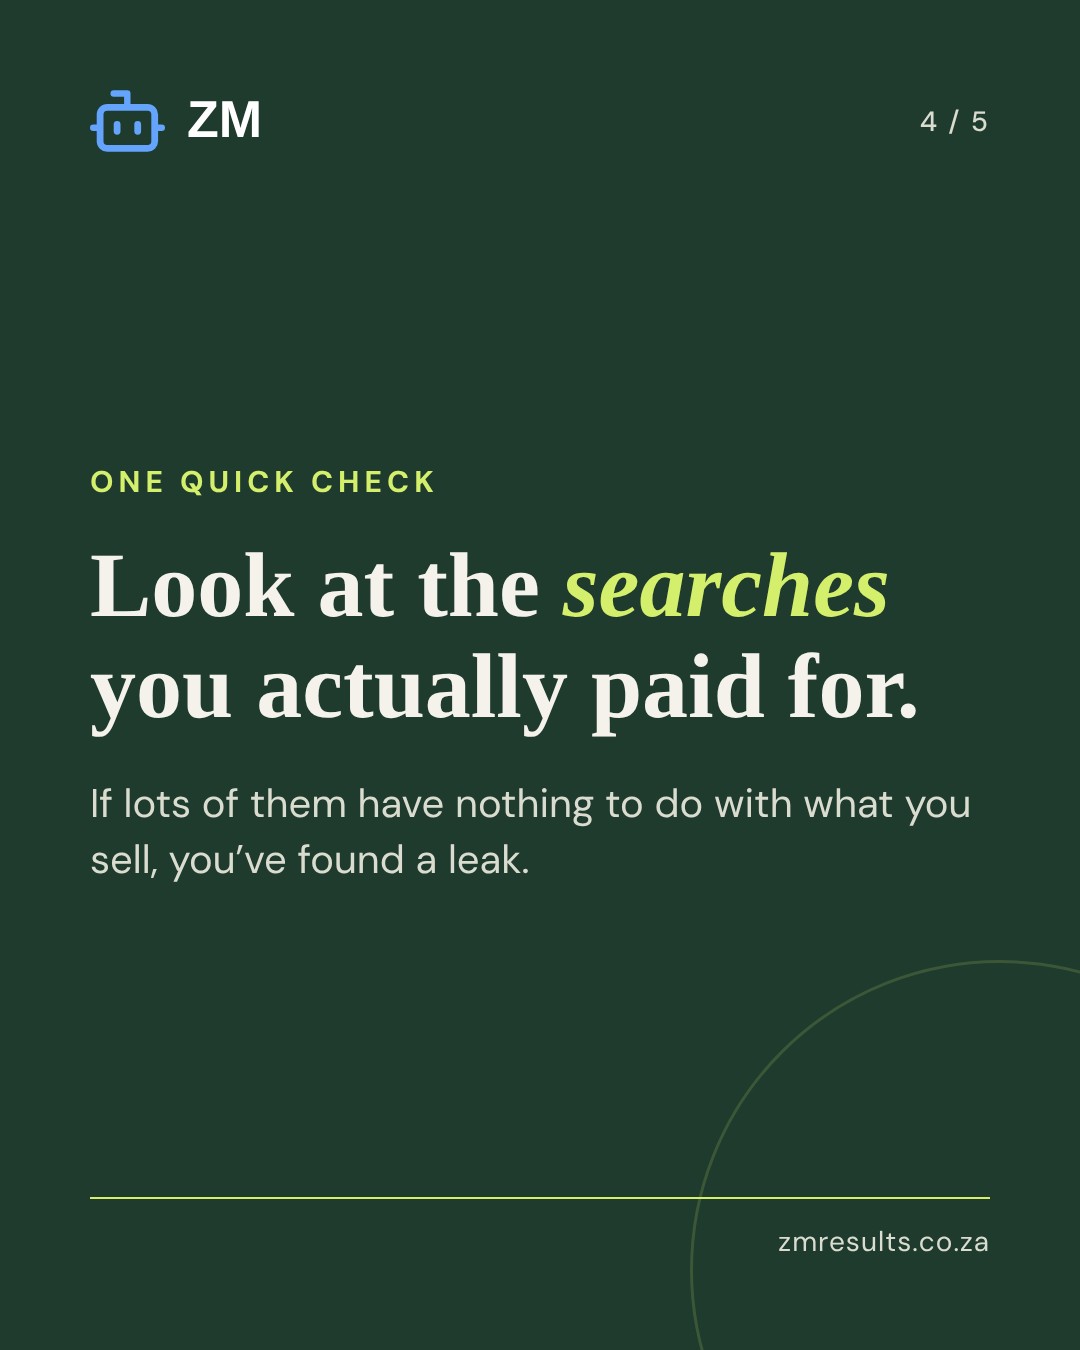 ZM
4 / 5
ONE QUICK CHECK
Look at the searches
you actually paid for.
If lots of them have nothing to do with what you
sell, you’ve found a leak.
zmresults.co.za